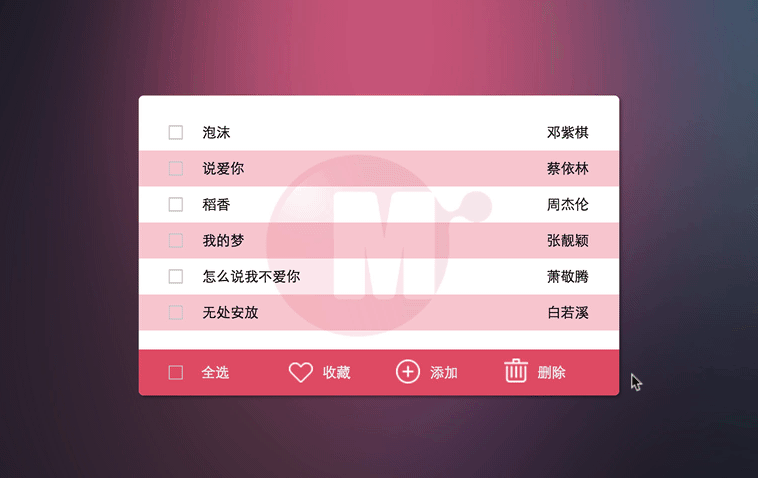 泡沫 邓紫棋
说爱你 蔡依林
稻香 周杰伦
我的梦 张靓颖
怎么说我不爱你 萧敬腾
无处安放 白若溪
M
全选 收藏 添加 删除